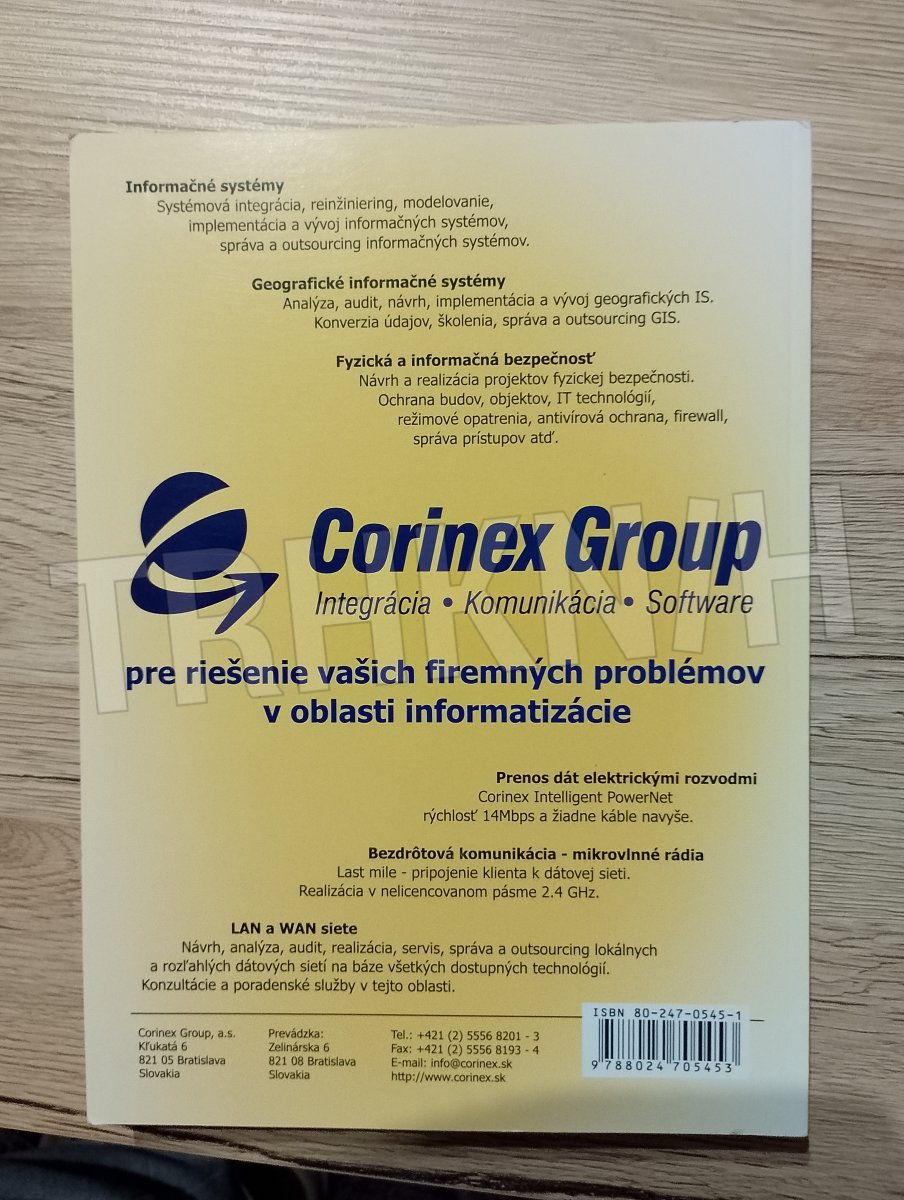 Informačné systémy
Systémová integrácia, reinžiniering, modelovanie,
implementácia a vývoj informačných systémov,
správa a outsourcing informačných systémov.
Geografické informačné systémy
Analýza, audit, návrh, implementácia a vývoj geografických IS.
Konverzia údajov, školenia, správa a outsourcing GIS.
Fyzická a informačná bezpečnosť
Návrh a realizácia projektov fyzickej bezpečnosti.
Ochrana budov, objektov, IT technológií,
režimové opatrenia, antivírová ochrana, firewall,
správa prístupov atď.
Corinex Group
Integrácia • Komunikácia • Software
TRHKNIH
pre riešenie vašich firemných problémov
v oblasti informatizácie
Prenos dát elektrickými rozvodmi
Corinex Intelligent PowerNet
rýchlosť 14Mbps a žiadne káble navyše.
Bezdrôtová komunikácia - mikrovlnné rádia
Last mile - pripojenie klienta k dátovej sieti.
Realizácia v nelicencovanom pásme 2.4 GHz.
LAN a WAN siete
Návrh, analýza, audit, realizácia, servis, správa a outsourcing lokálnych
a rozľahlých dátových sietí na báze všetkých dostupných technológií.
Konzultácie a poradenské služby v tejto oblasti.
Corinex Group, a.s.
Kľukatá 6
821 05 Bratislava
Slovakia
Prevádzka:
Zelinárska 6
821 08 Bratislava
Slovakia
Tel.: +421 (2) 5556 8201 - 3
Fax: +421 (2) 5556 8193 - 4
E-mail: info@corinex.sk
http://www.corinex.sk
ISBN 80-247-0545-1
9 788024 705453